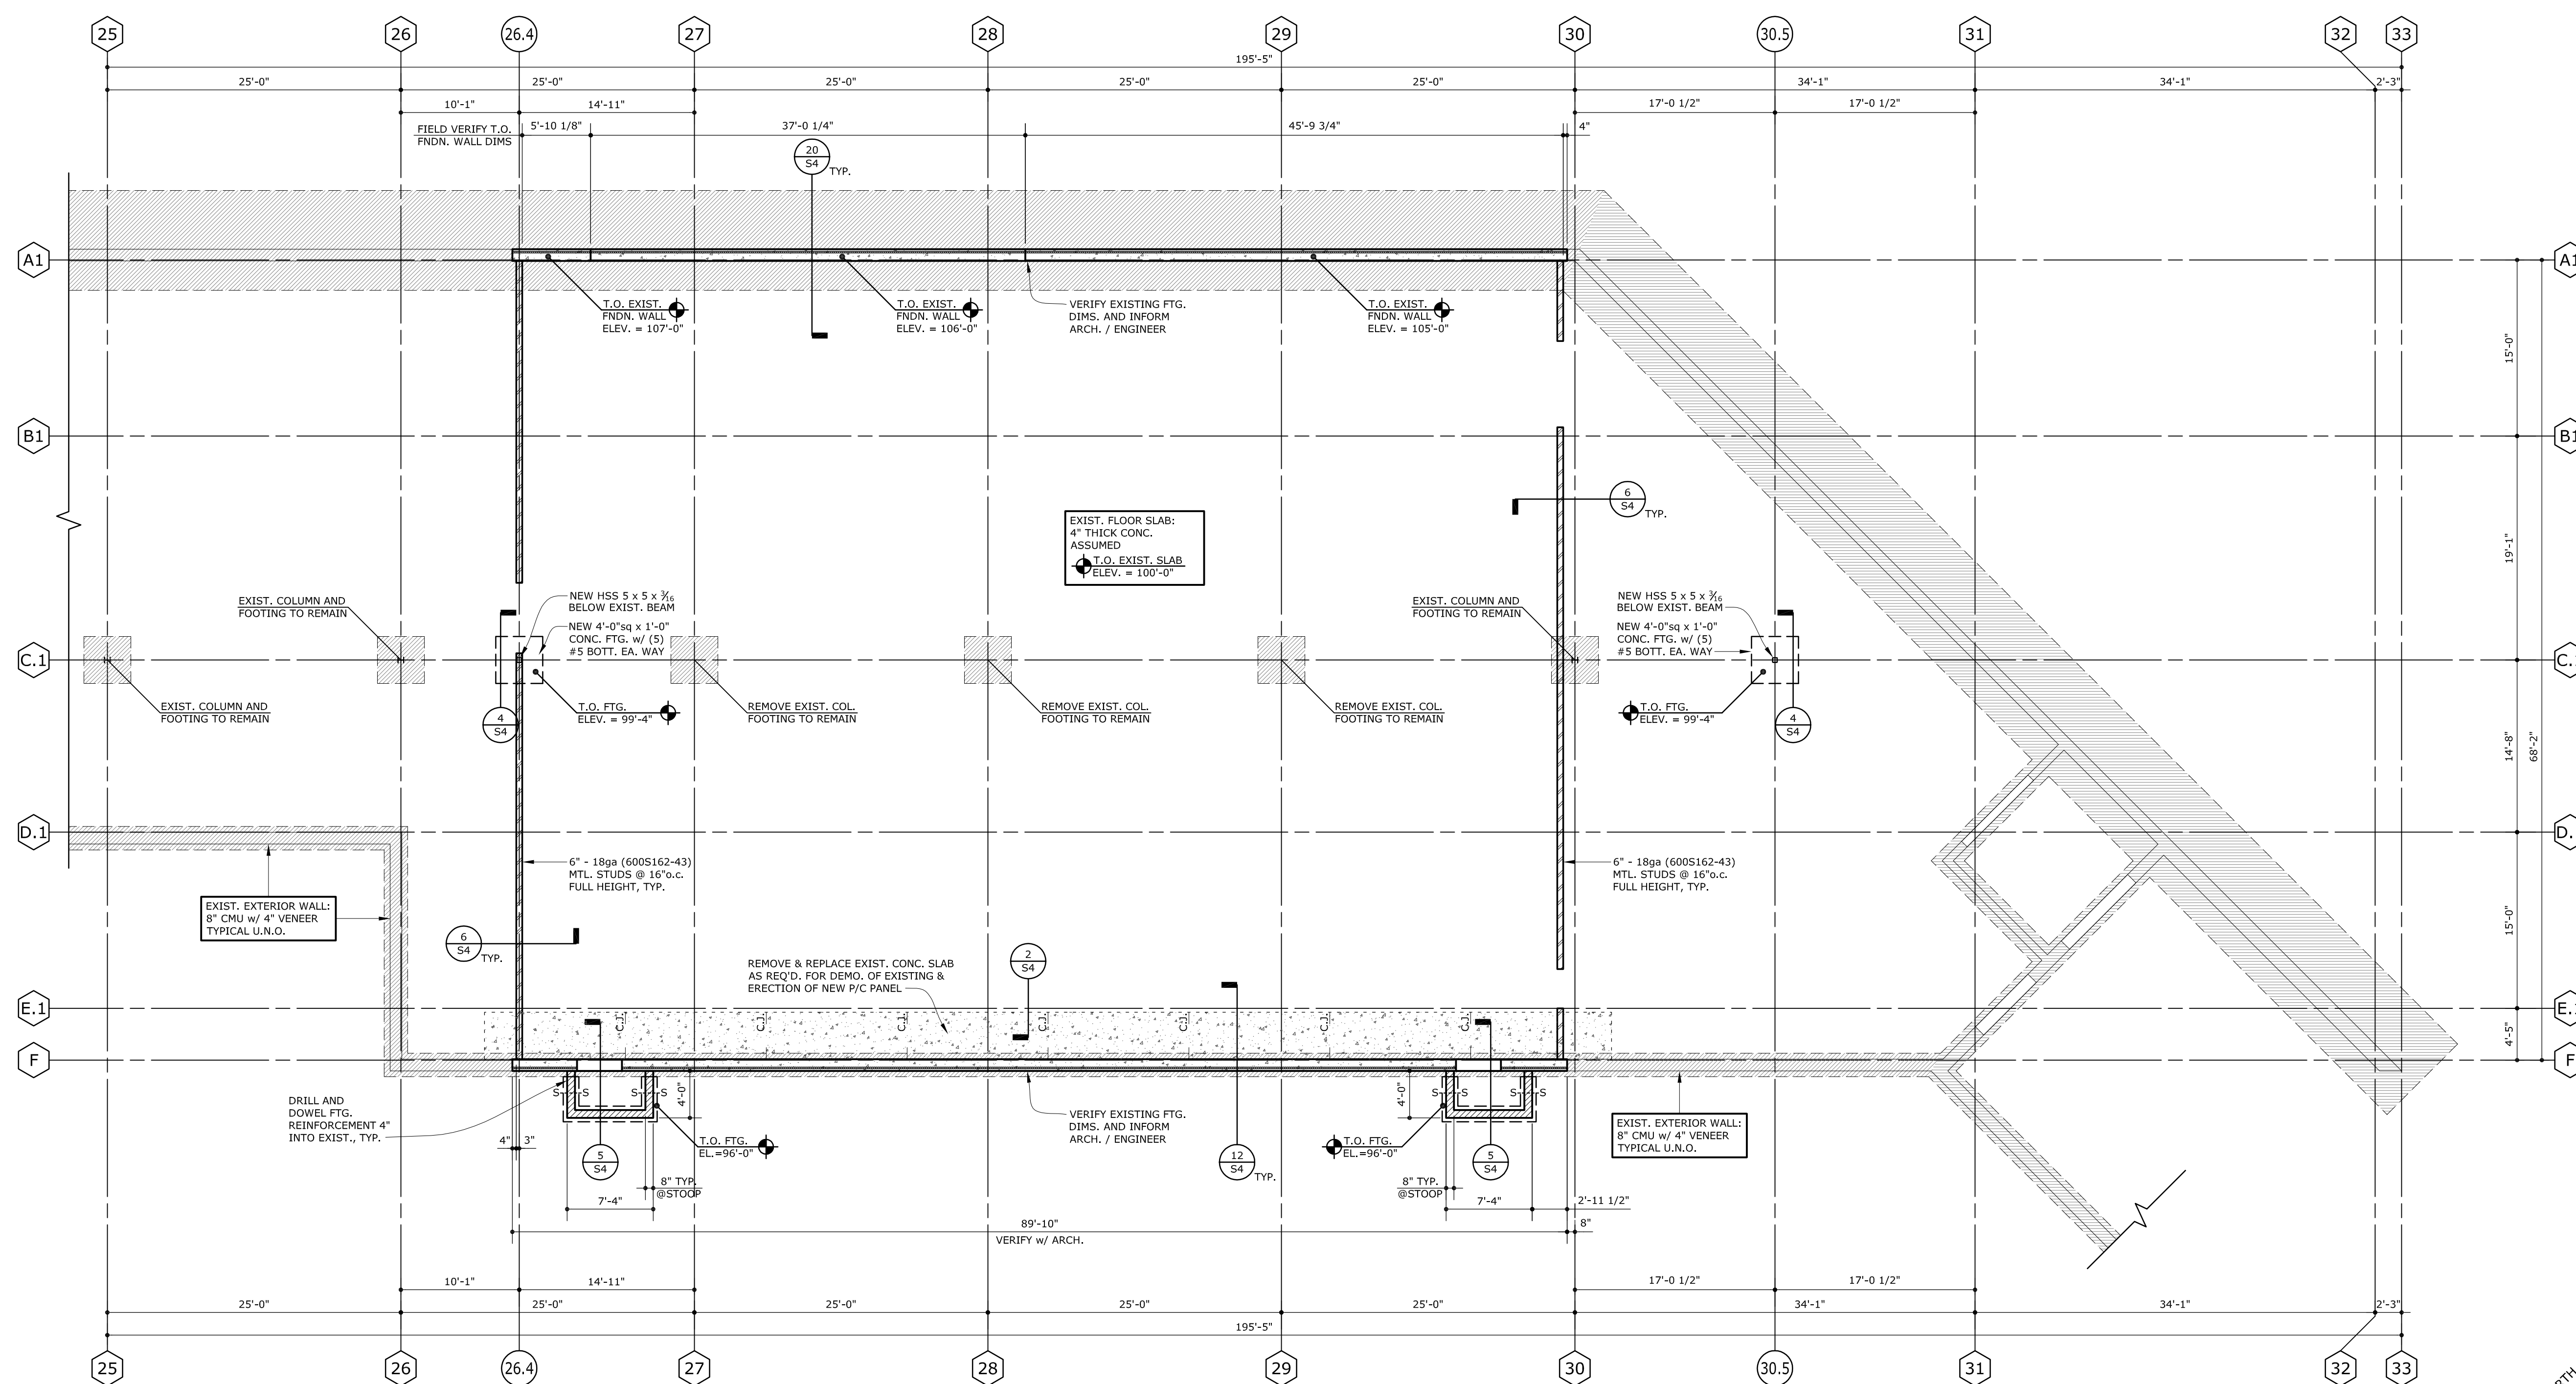 25 26 26.4 27 28 29 30 30.5 31 32 33
195'-5"
25'-0" 25'-0" 25'-0" 25'-0" 25'-0" 34'-1" 34'-1" 2'-3"
10'-1" 14'-11" 17'-0 1/2" 17'-0 1/2"
FIELD VERIFY T.O.
FNDN. WALL DIMS
5'-10 1/8" 37'-0 1/4" 45'-9 3/4" 4"
20
S4
TYP.
A1
T.O. EXIST.
FNDN. WALL
ELEV. = 107'-0"
T.O. EXIST.
FNDN. WALL
ELEV. = 106'-0"
VERIFY EXISTING FTG.
DIMS. AND INFORM
ARCH. / ENGINEER
T.O. EXIST.
FNDN. WALL
ELEV. = 105'-0"
15'-0"
B1
6
S4
TYP.
EXIST. FLOOR SLAB:
4" THICK CONC.
ASSUMED
T.O. EXIST. SLAB
ELEV. = 100'-0"
19'-1"
EXIST. COLUMN AND
FOOTING TO REMAIN
NEW HSS 5 x 5 x 3/16
BELOW EXIST. BEAM
NEW 4'-0"sq x 1'-0"
CONC. FTG. w/ (5)
#5 BOTT. EA. WAY
EXIST. COLUMN AND
FOOTING TO REMAIN
NEW HSS 5 x 5 x 3/16
BELOW EXIST. BEAM
NEW 4'-0"sq x 1'-0"
CONC. FTG. w/ (5)
#5 BOTT. EA. WAY
C.1
EXIST. COLUMN AND
FOOTING TO REMAIN
4
S4
T.O. FTG.
ELEV. = 99'-4"
REMOVE EXIST. COL.
FOOTING TO REMAIN
REMOVE EXIST. COL.
FOOTING TO REMAIN
REMOVE EXIST. COL.
FOOTING TO REMAIN
T.O. FTG.
ELEV. = 99'-4"
4
S4
14'-8"
68'-2"
D.1
6" - 18ga (600S162-43)
MTL. STUDS @ 16"o.c.
FULL HEIGHT, TYP.
6" - 18ga (600S162-43)
MTL. STUDS @ 16"o.c.
FULL HEIGHT, TYP.
EXIST. EXTERIOR WALL:
8" CMU w/ 4" VENEER
TYPICAL U.N.O.
15'-0"
6
S4
TYP.
REMOVE & REPLACE EXIST. CONC. SLAB
AS REQ'D. FOR DEMO. OF EXISTING &
ERECTION OF NEW P/C PANEL
2
S4
E.1
C.J. C.J. C.J. C.J. C.J. C.J. C.J.
4'-5"
F
S S S S S S S S
4'-0" 4'-0"
DRILL AND
DOWEL FTG.
REINFORCEMENT 4"
INTO EXIST., TYP.
VERIFY EXISTING FTG.
DIMS. AND INFORM
ARCH. / ENGINEER
EXIST. EXTERIOR WALL:
8" CMU w/ 4" VENEER
TYPICAL U.N.O.
4" 3"
T.O. FTG.
EL.=96'-0"
T.O. FTG.
EL.=96'-0"
5
S4
12
S4
TYP.
5
S4
8" TYP.
@STOOP
8" TYP.
@STOOP
7'-4" 7'-4" 2'-11 1/2"
89'-10" 8"
VERIFY w/ ARCH.
10'-1" 14'-11" 17'-0 1/2" 17'-0 1/2"
25'-0" 25'-0" 25'-0" 25'-0" 25'-0" 34'-1" 34'-1" 2'-3"
195'-5"
25 26 26.4 27 28 29 30 30.5 31 32 33